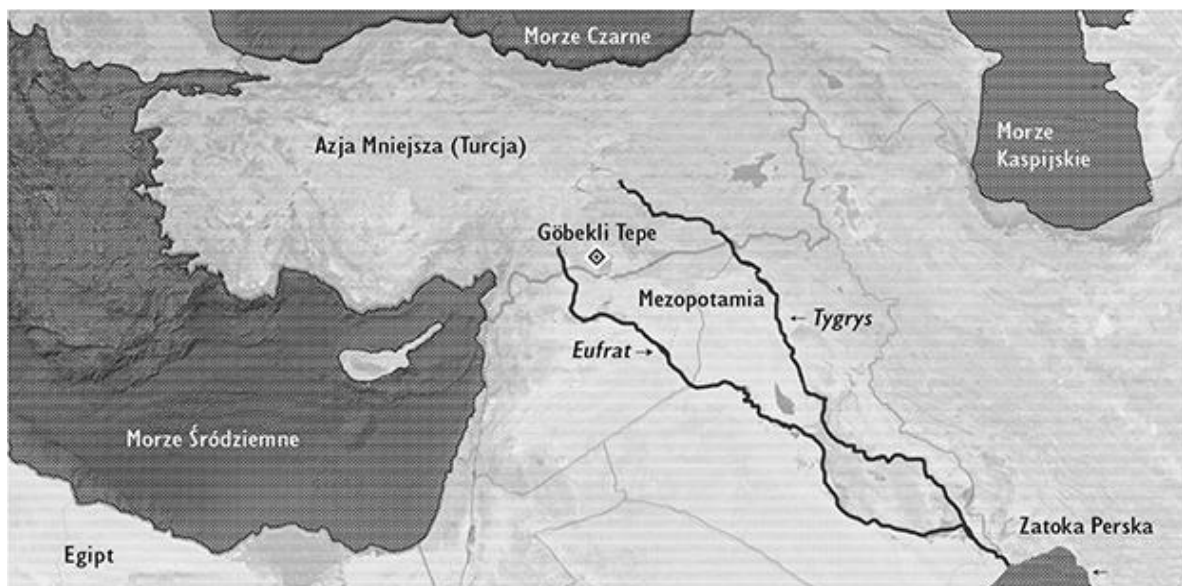 Morze Czarne
Azja Mniejsza (Turcja)
Morze
Kaspijskie
Göbekli Tepe
Mezopotamia
← Tygrys
Eufrat →
Morze Śródziemne
Zatoka Perska
←
Egipt